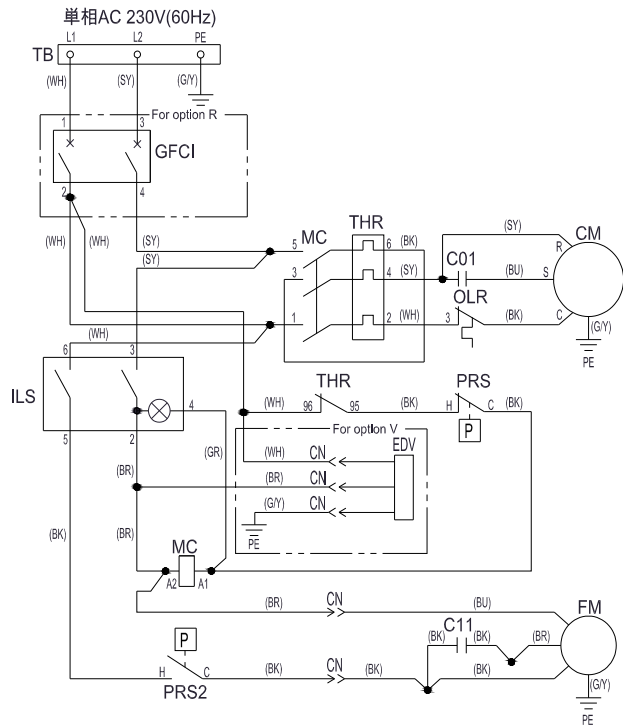 単相AC 230V(60Hz)
L1 L2 PE
TB
(WH) (SY) (G/Y)
For option R
1 3
GFCI
2 4
(WH) (WH) (SY) (SY)
MC THR
5 6 (BK)
3 4 (SY)
1 2 (WH)
(SY)
C01
(BU)
OLR
3 (BK)
R S C
CM
(G/Y)
PE
(WH)
6 3
ILS
4
5 2
(BR) (GR)
(WH) THR (BK) PRS (BK)
96 95 H C
P
For option V
(WH) CN EDV
(BR) CN
(G/Y) CN
PE
(BK) (BR)
MC
A2 A1
(BR) CN (BU)
FM
C11
(BK) (BK) (BR)
P
H C (BK) CN (BK) (BK)
PRS2
(G/Y)
PE